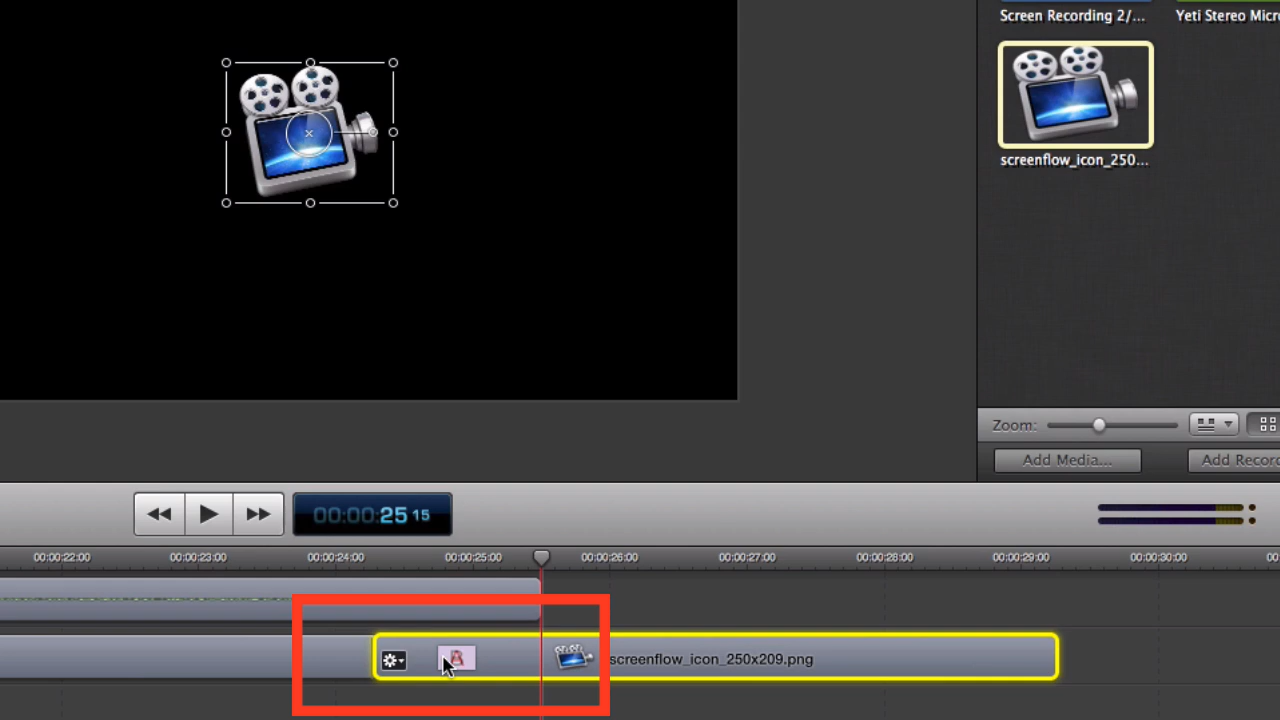 Screen Recording 2/...
Yeti Stereo Micr
screenflow_icon_250...
Zoom:
Add Media...
Add Recor
00:00:25 15
00:00:22:00
00:00:23:00
00:00:24:00
00:00:25:00
00:00:26:00
00:00:27:00
00:00:28:00
00:00:29:00
00:00:30:00
00
screenflow_icon_250x209.png